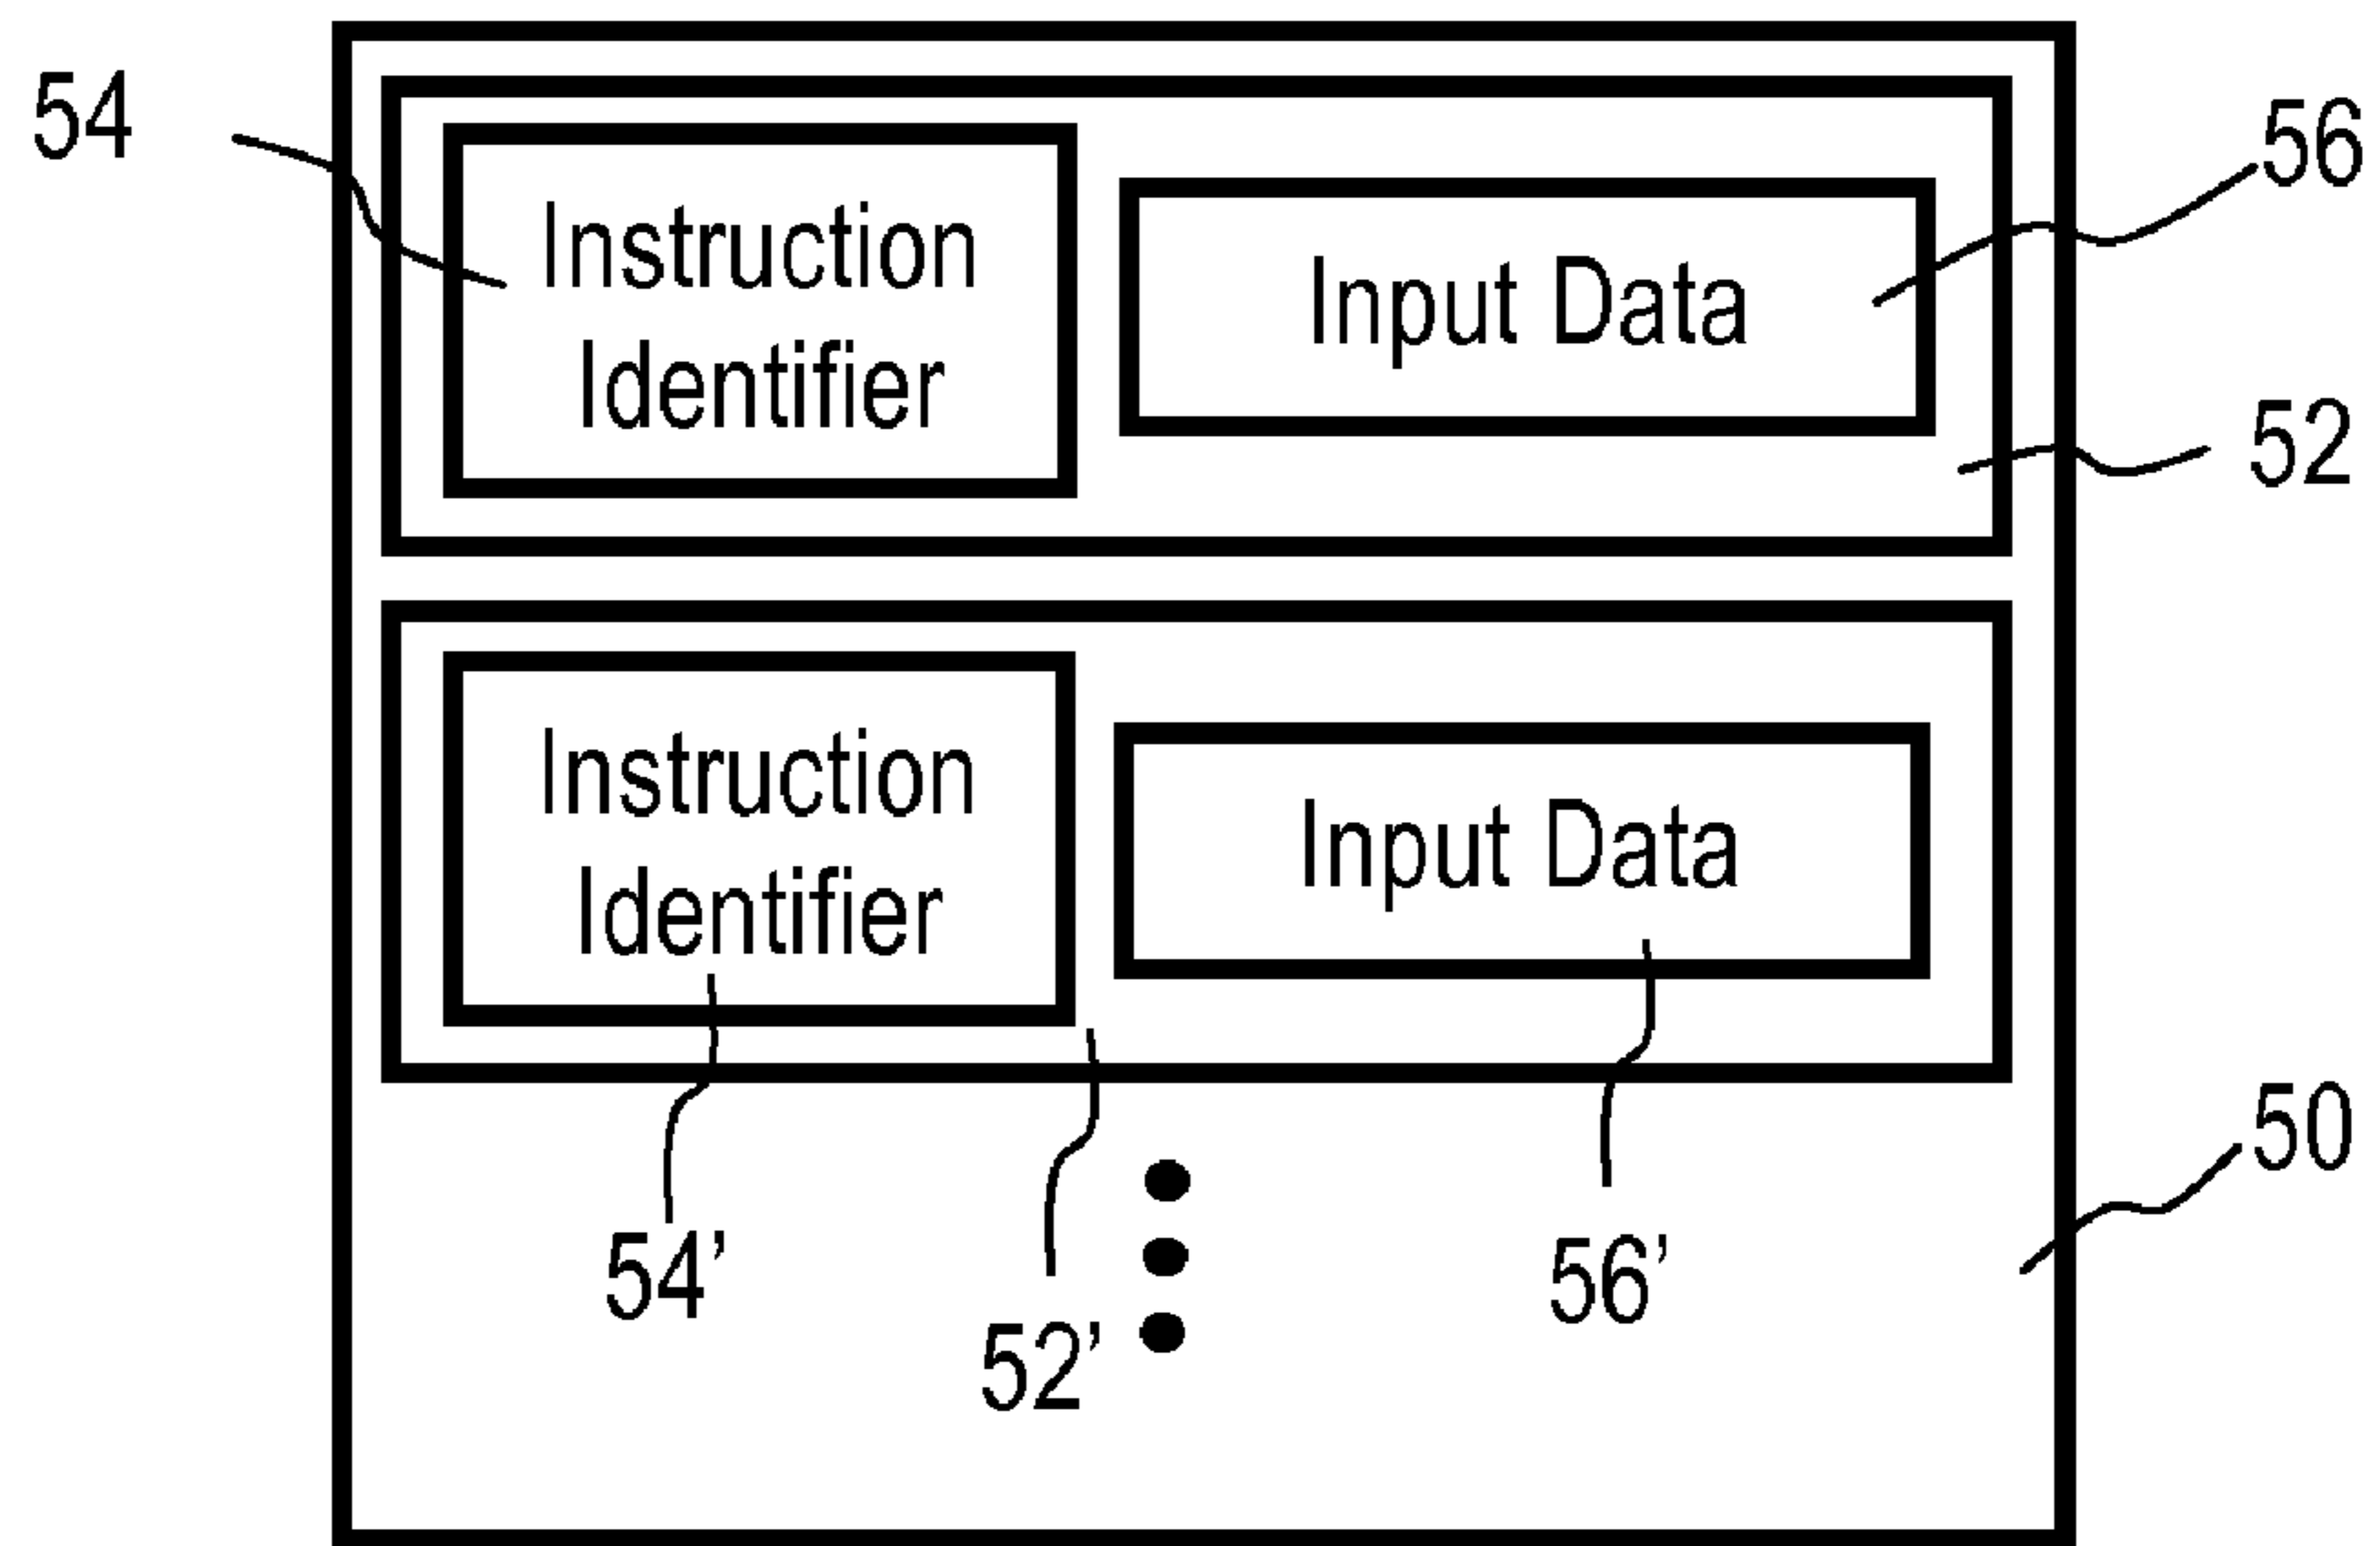 54
56
Instruction
Identifier
Input Data
52
Instruction
Identifier
Input Data
50
54’
56’
52’